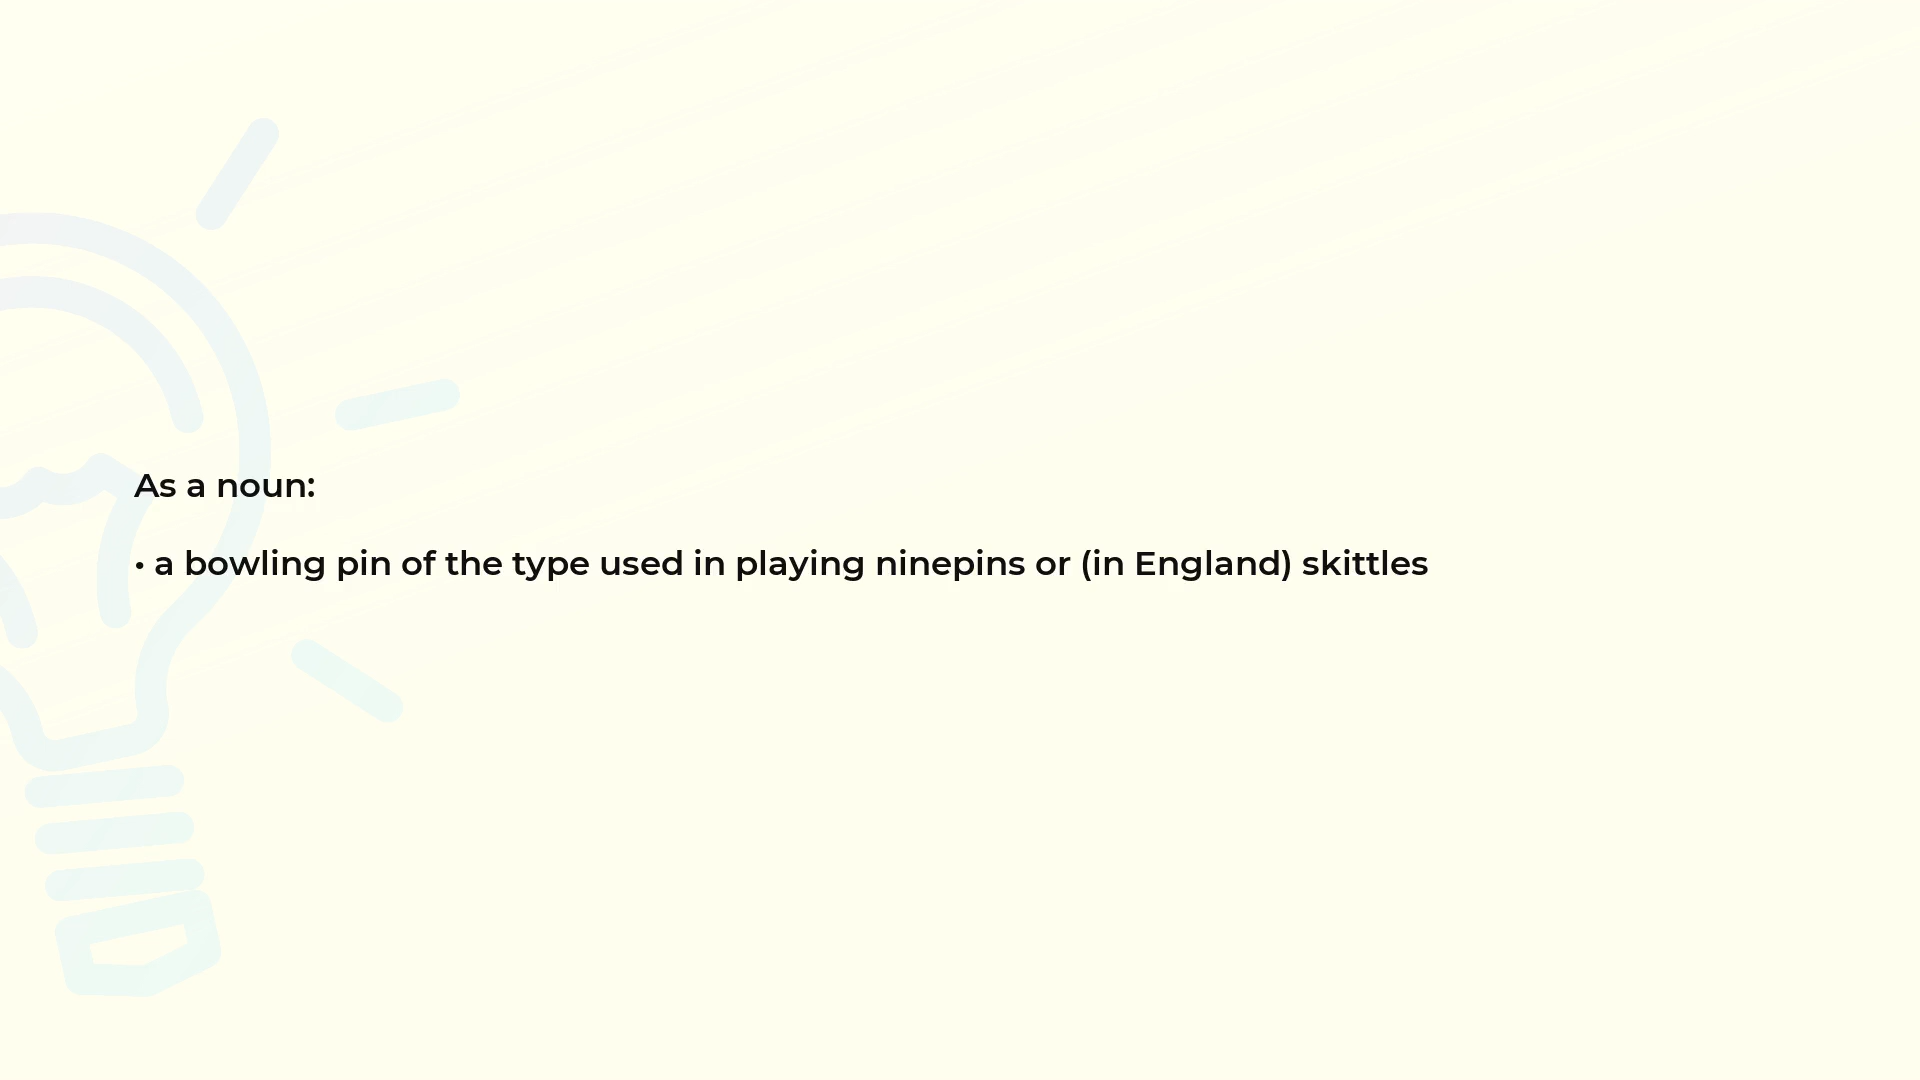 As a noun:
• a bowling pin of the type used in playing ninepins or (in England) skittles